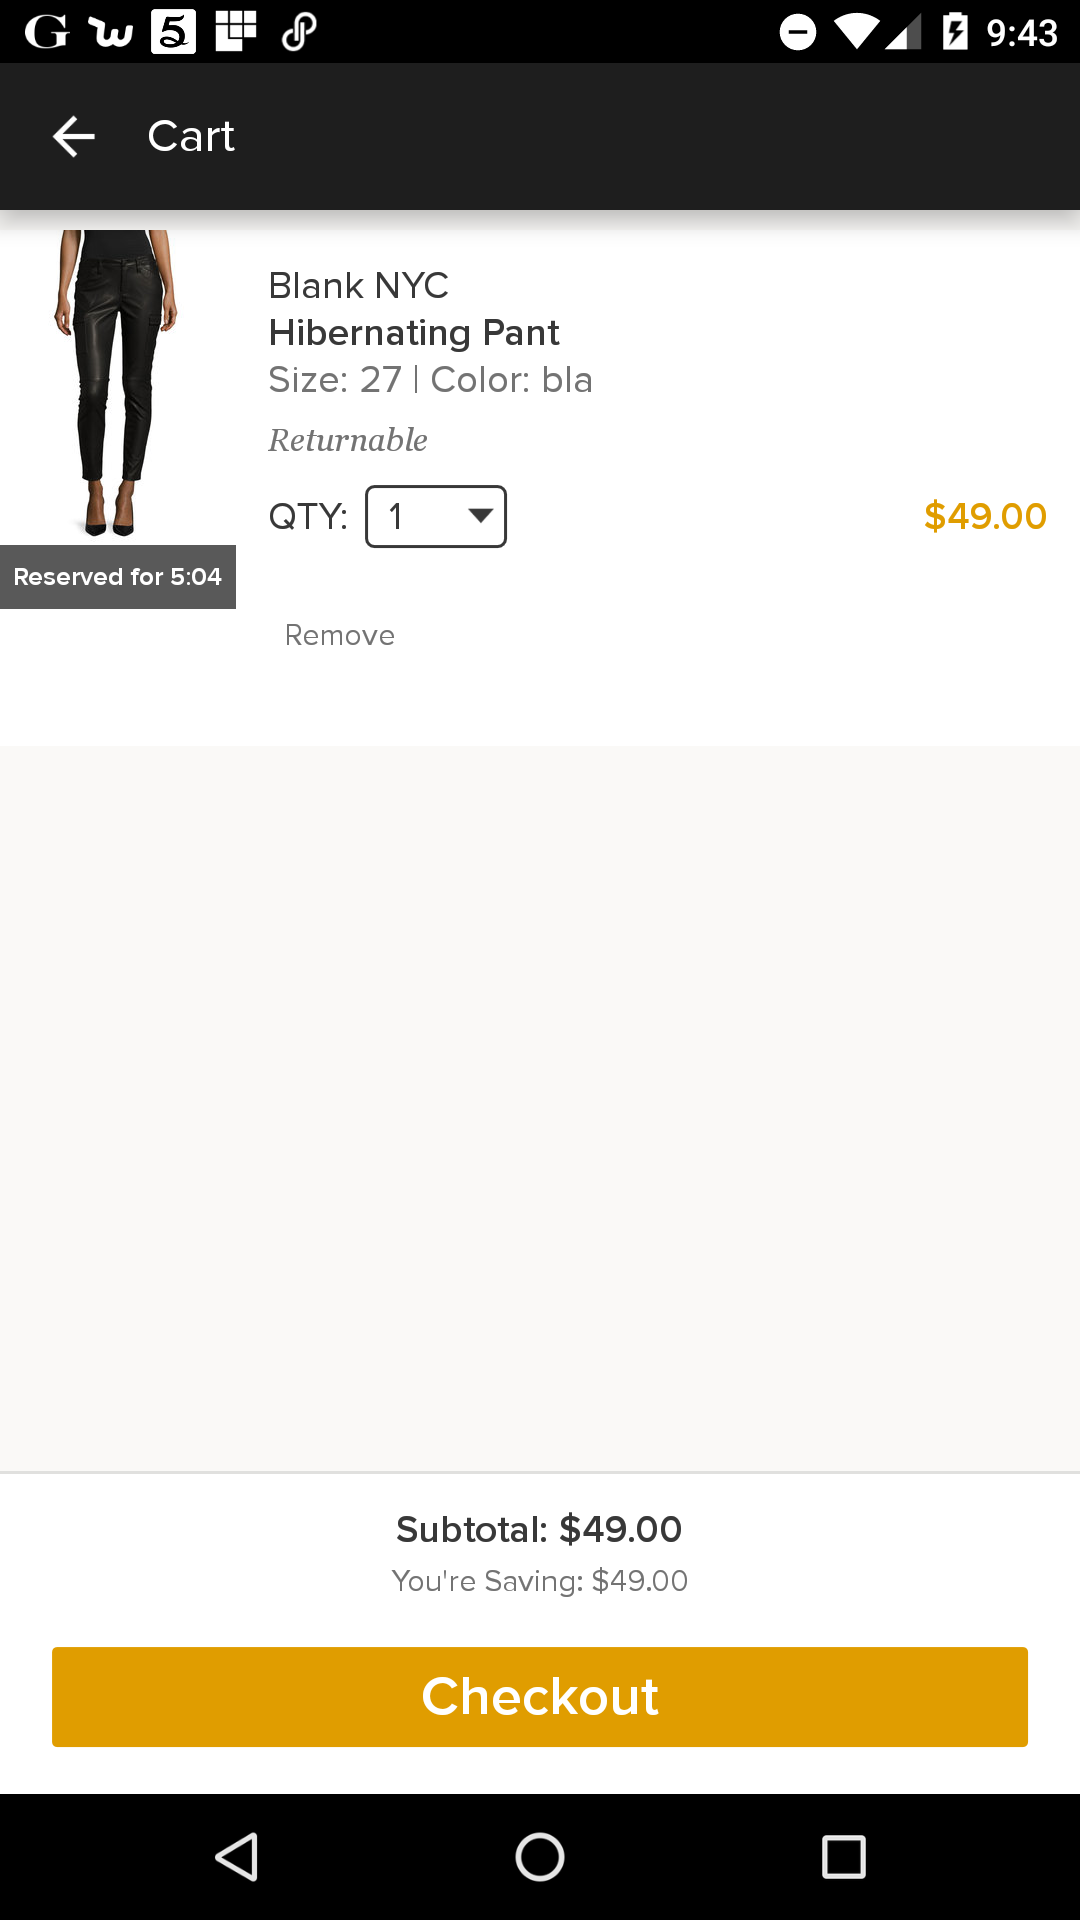 9:43
Cart
Blank NYC
Hibernating Pant
Size: 27 | Color: bla
Returnable
QTY: 1
$49.00
Reserved for 5:04
Remove
Subtotal: $49.00
You're Saving: $49.00
Checkout